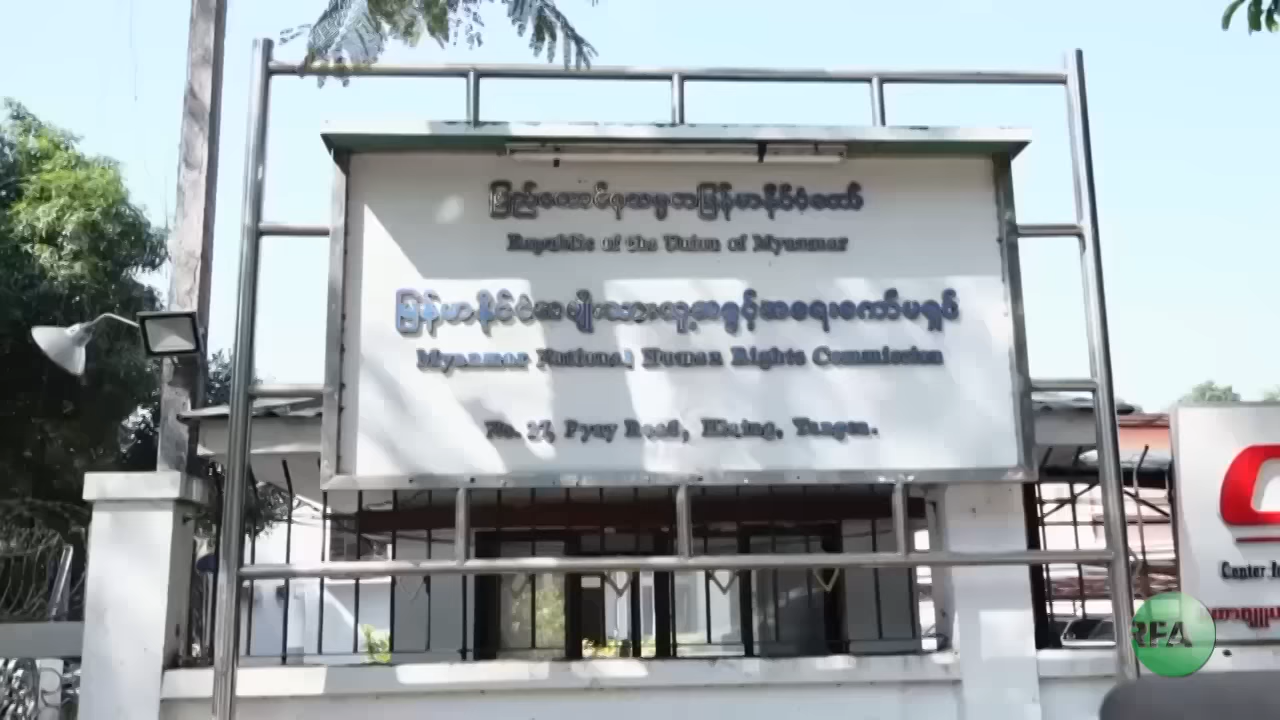 ပြည်ထောင်စုသမ္မတမြန်မာနိုင်ငံတော်
Republic of the Union of Myanmar
မြန်မာနိုင်ငံအမျိုးသားလူ့အခွင့်အရေးကော်မရှင်
Myanmar National Human Rights Commission
No. 27, Pyay Road, Hlaing, Yangon.
Center
RFA